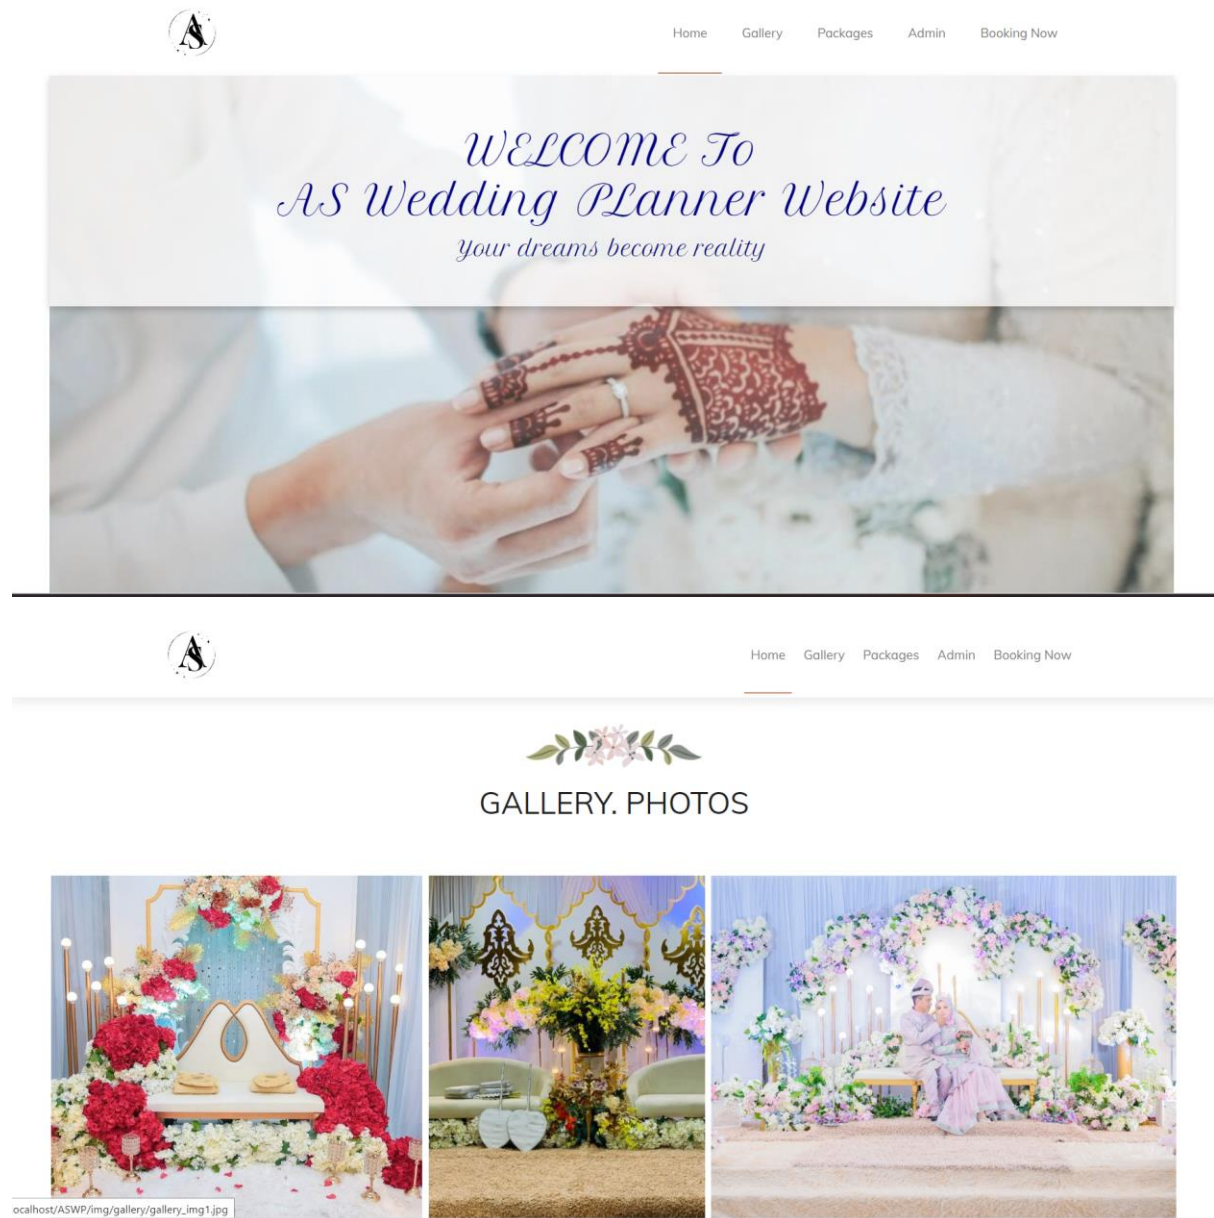 AS
Home Gallery Packages Admin Booking Now
WELCOME To
AS Wedding PLanner Website
Your dreams become reality
AS
Home Gallery Packages Admin Booking Now
GALLERY. PHOTOS
ocalhost/ASWP/img/gallery/gallery_img1.jpg